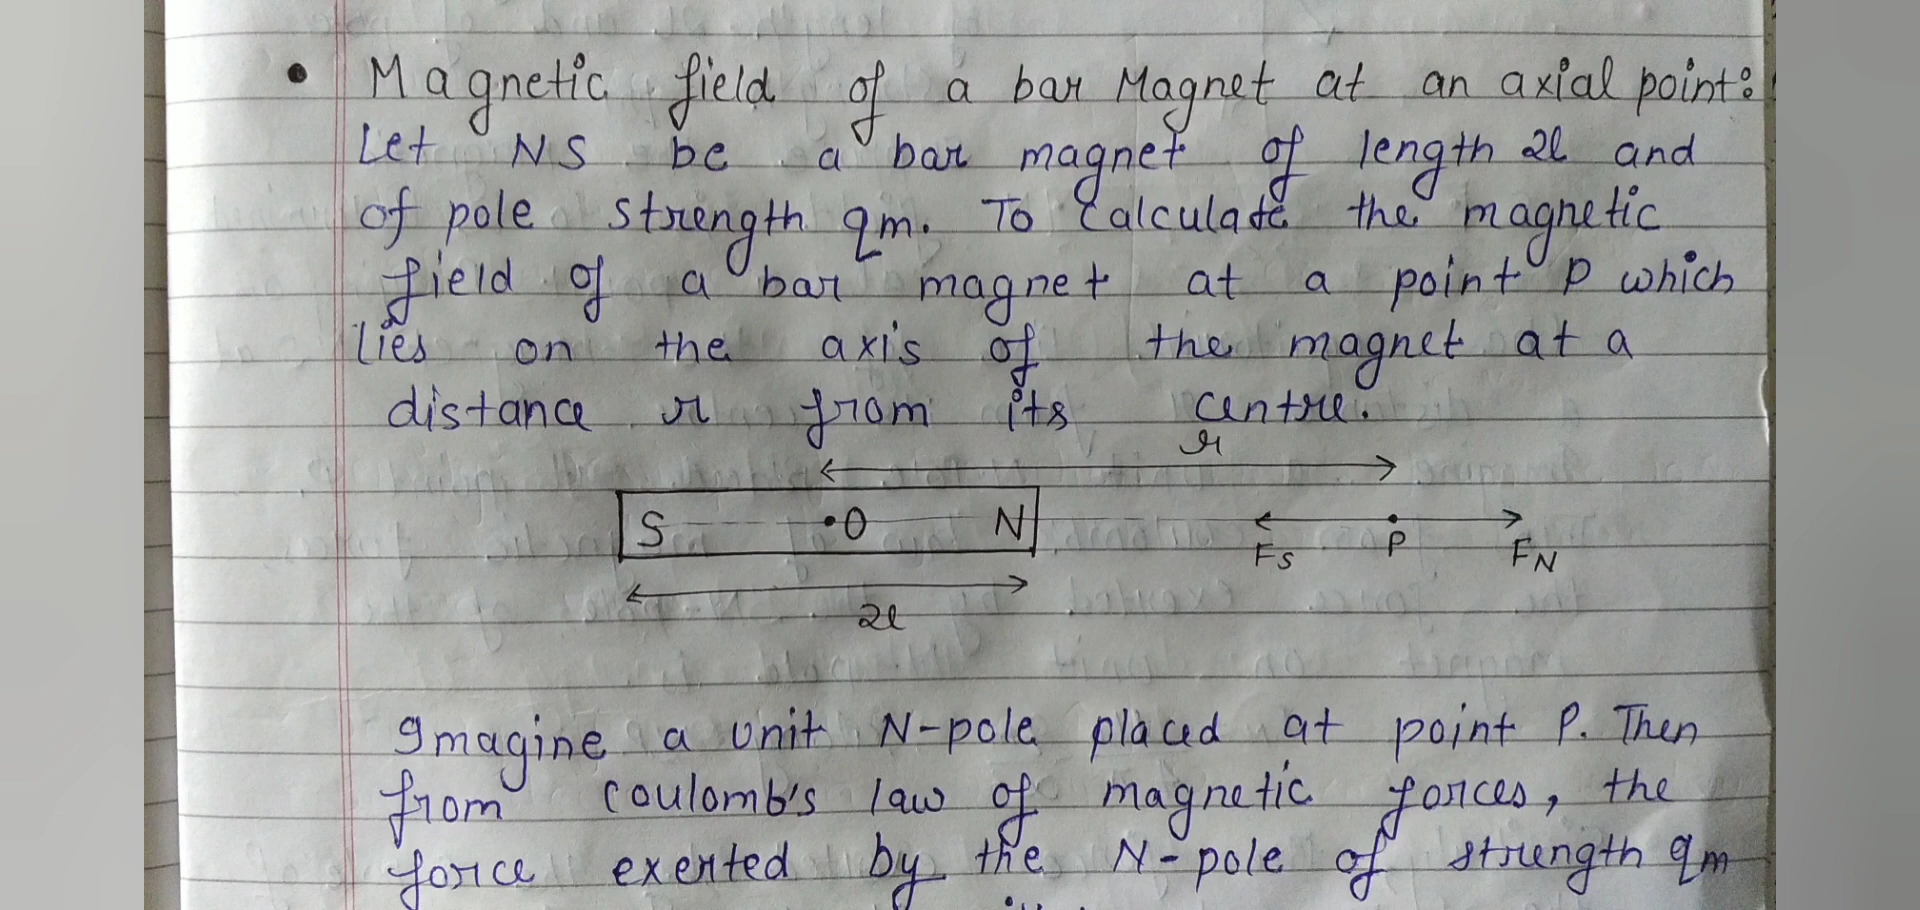 • Magnetic field of a bar Magnet at an axial point:
Let NS be a bar magnet of length 2l and
of pole strength qm. To Calculate the magnetic
field of a bar magnet at a point P which
lies on the axis of the magnet at a
distance r from its centre.
r
S •O N
Fs P FN
2l
Imagine a unit N-pole placed at point P. Then
from coulomb's law of magnetic forces, the
force exerted by the N-pole of strength qm